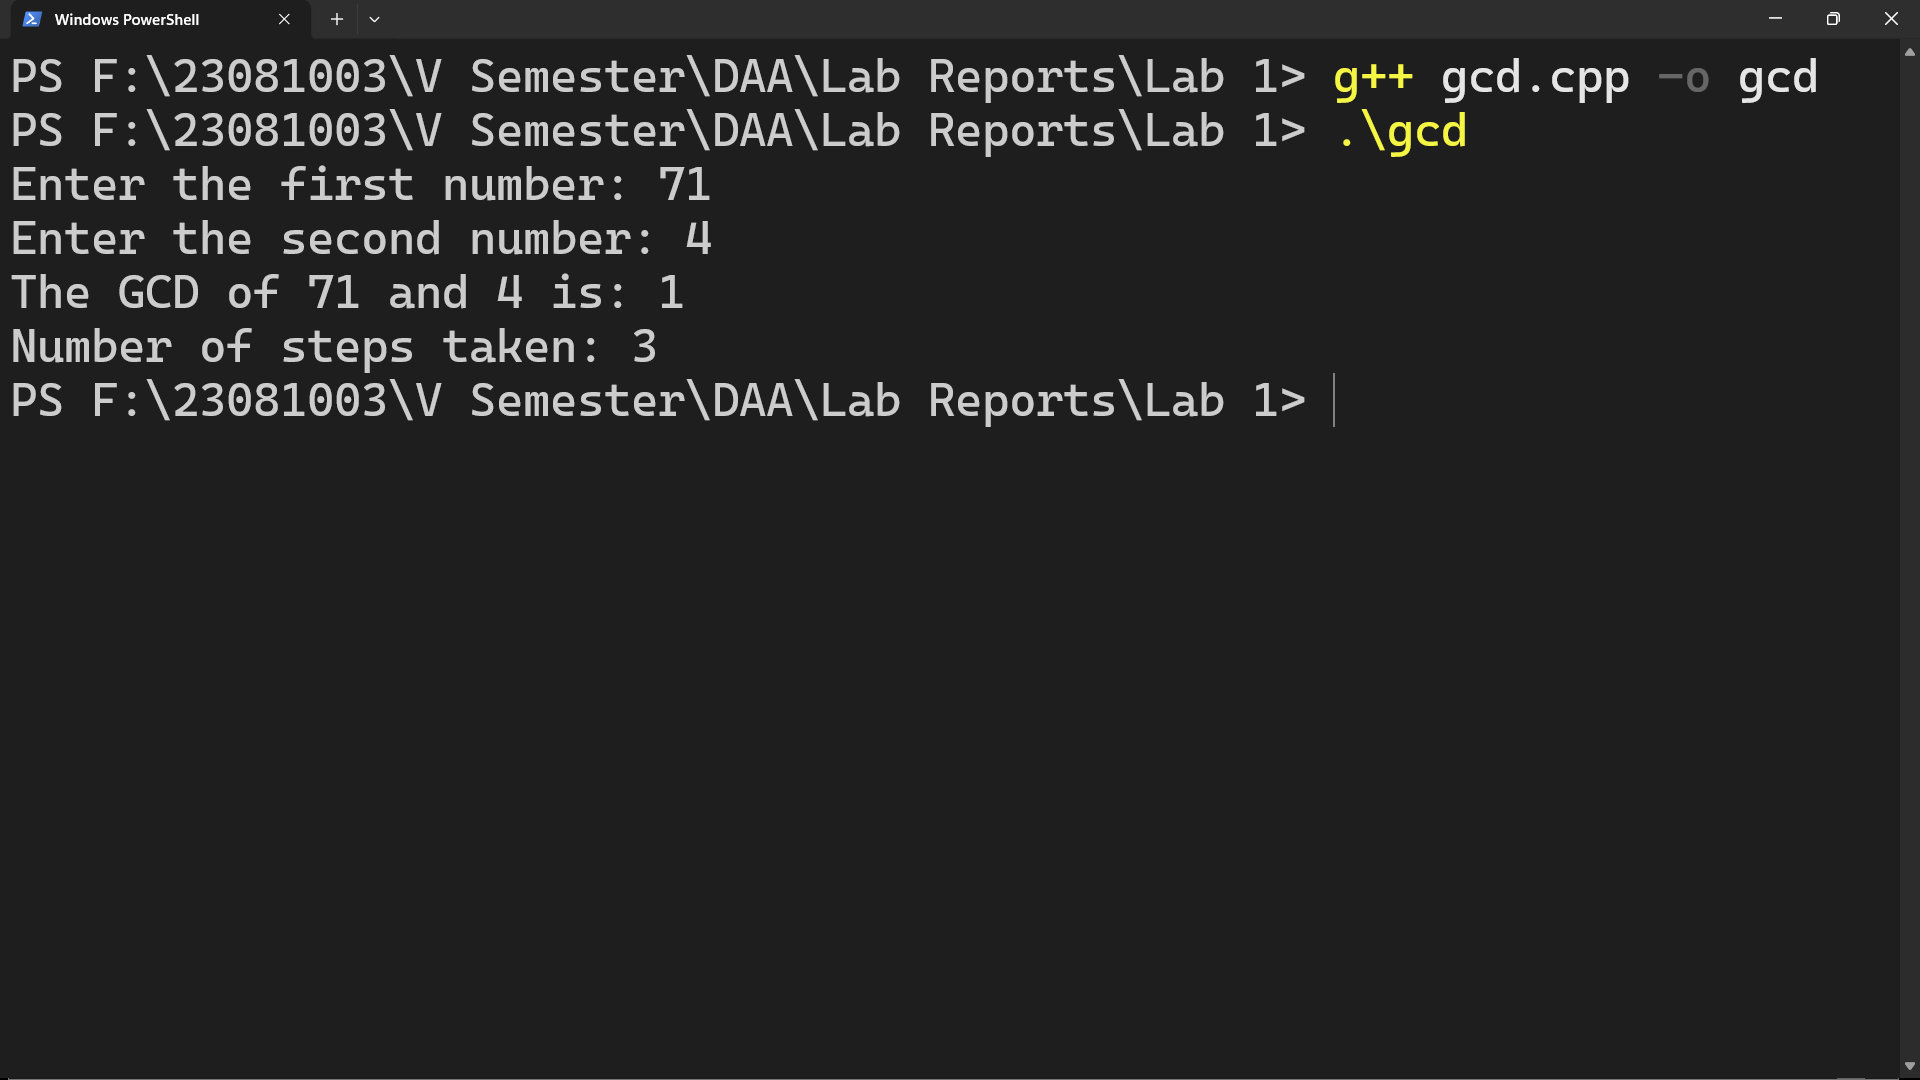 Windows PowerShell
PS F:\23081003\V Semester\DAA\Lab Reports\Lab 1> g++ gcd.cpp -o gcd
PS F:\23081003\V Semester\DAA\Lab Reports\Lab 1> .\gcd
Enter the first number: 71
Enter the second number: 4
The GCD of 71 and 4 is: 1
Number of steps taken: 3
PS F:\23081003\V Semester\DAA\Lab Reports\Lab 1>